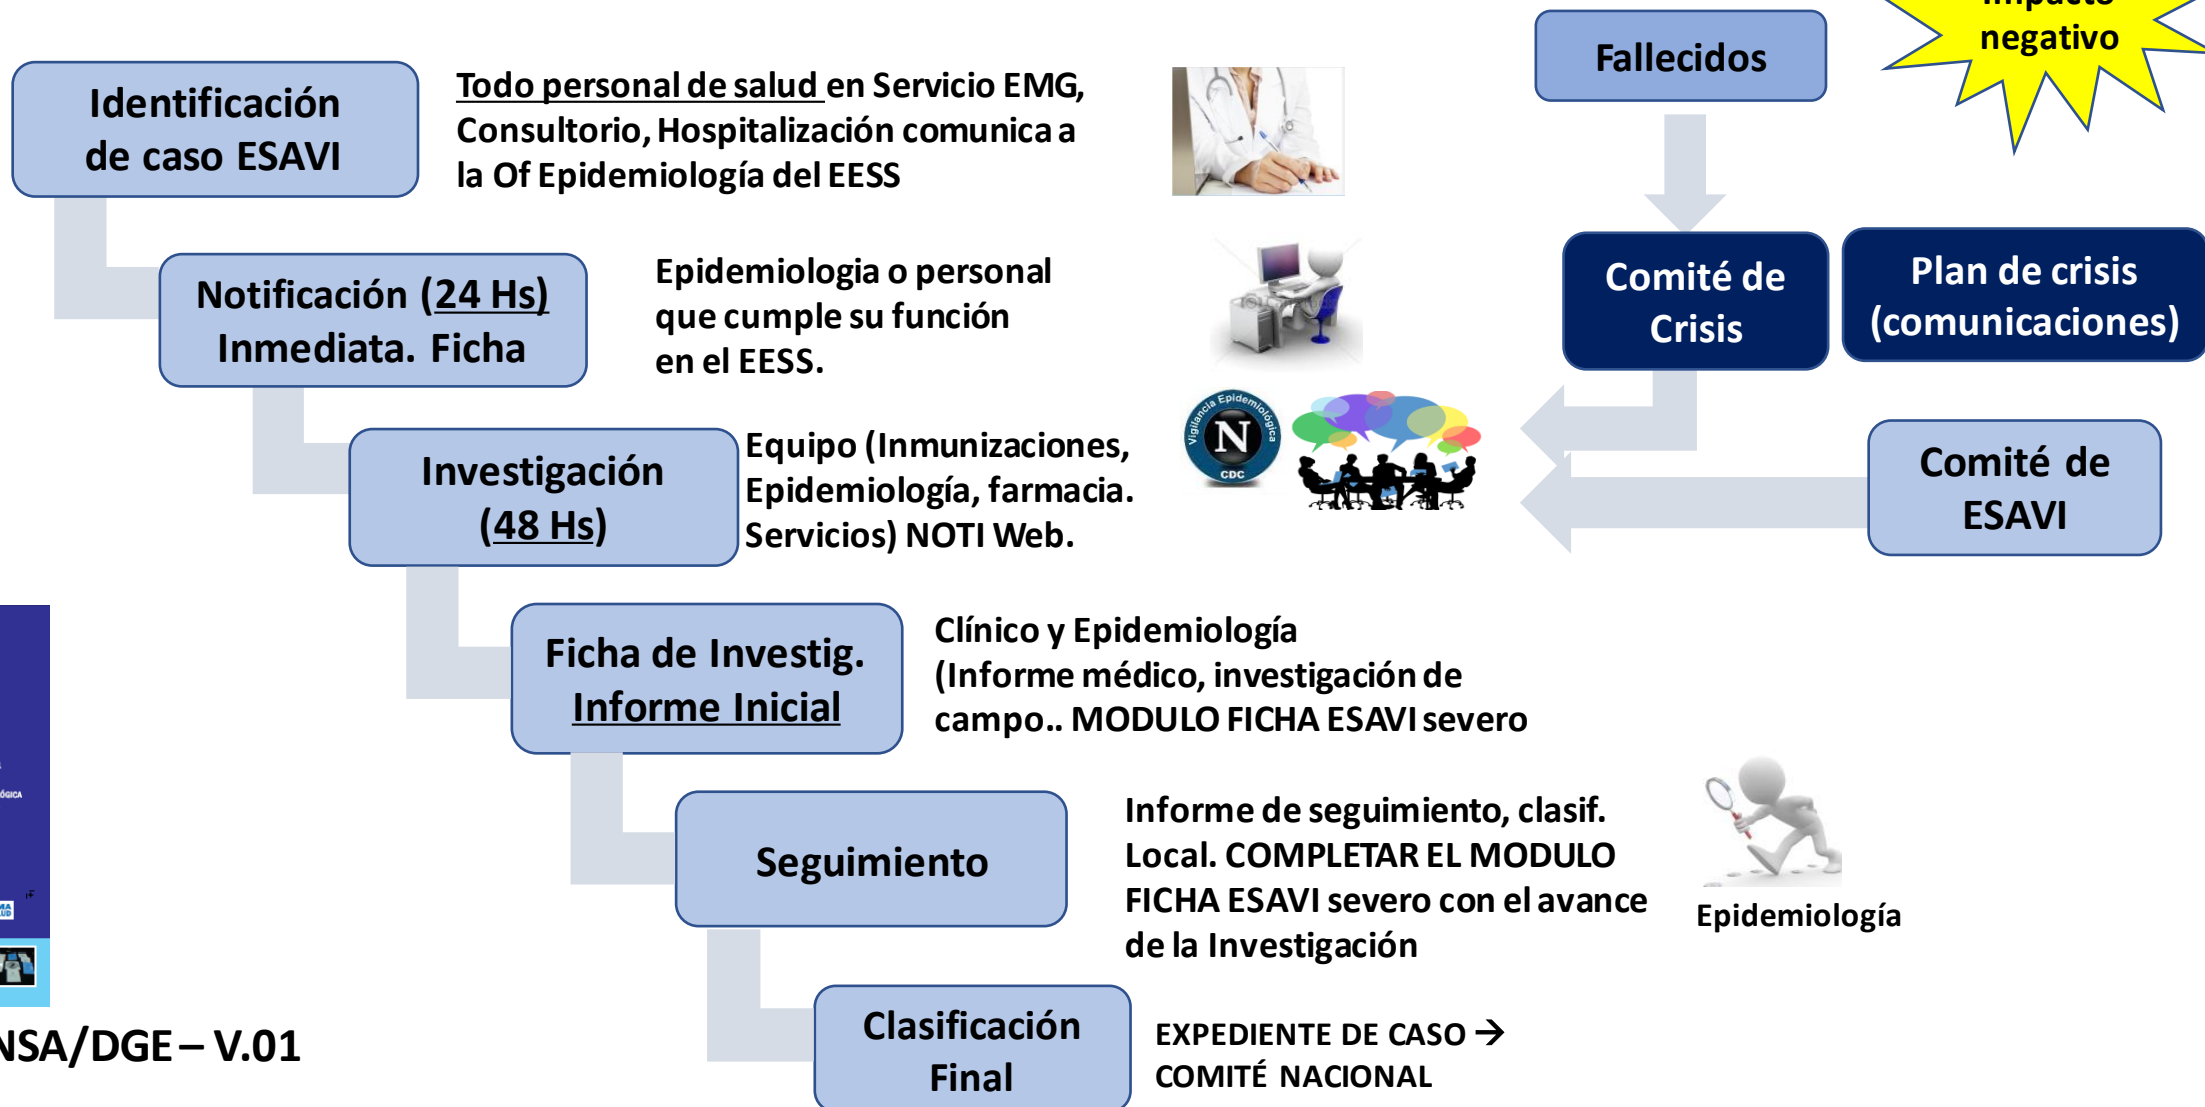 Identificación
de caso ESAVI
Todo personal de salud en Servicio EMG,
Consultorio, Hospitalización comunica a
la Of Epidemiología del EESS
Fallecidos
negativo
Notificación (24 Hs)
Inmediata. Ficha
Epidemiologia o personal
que cumple su función
en el EESS.
Comité de
Crisis
Plan de crisis
(comunicaciones)
Investigación
(48 Hs)
Equipo (Inmunizaciones,
Epidemiología, farmacia.
Servicios) NOTI Web.
Vigilancia Epidemiológica
N
CDC
Comité de
ESAVI
Ficha de Investig.
Informe Inicial
Clínico y Epidemiología
(Informe médico, investigación de
campo.. MODULO FICHA ESAVI severo
Seguimiento
Informe de seguimiento, clasif.
Local. COMPLETAR EL MODULO
FICHA ESAVI severo con el avance
de la Investigación
Epidemiología
Clasificación
Final
EXPEDIENTE DE CASO →
COMITÉ NACIONAL
NSA/DGE – V.01